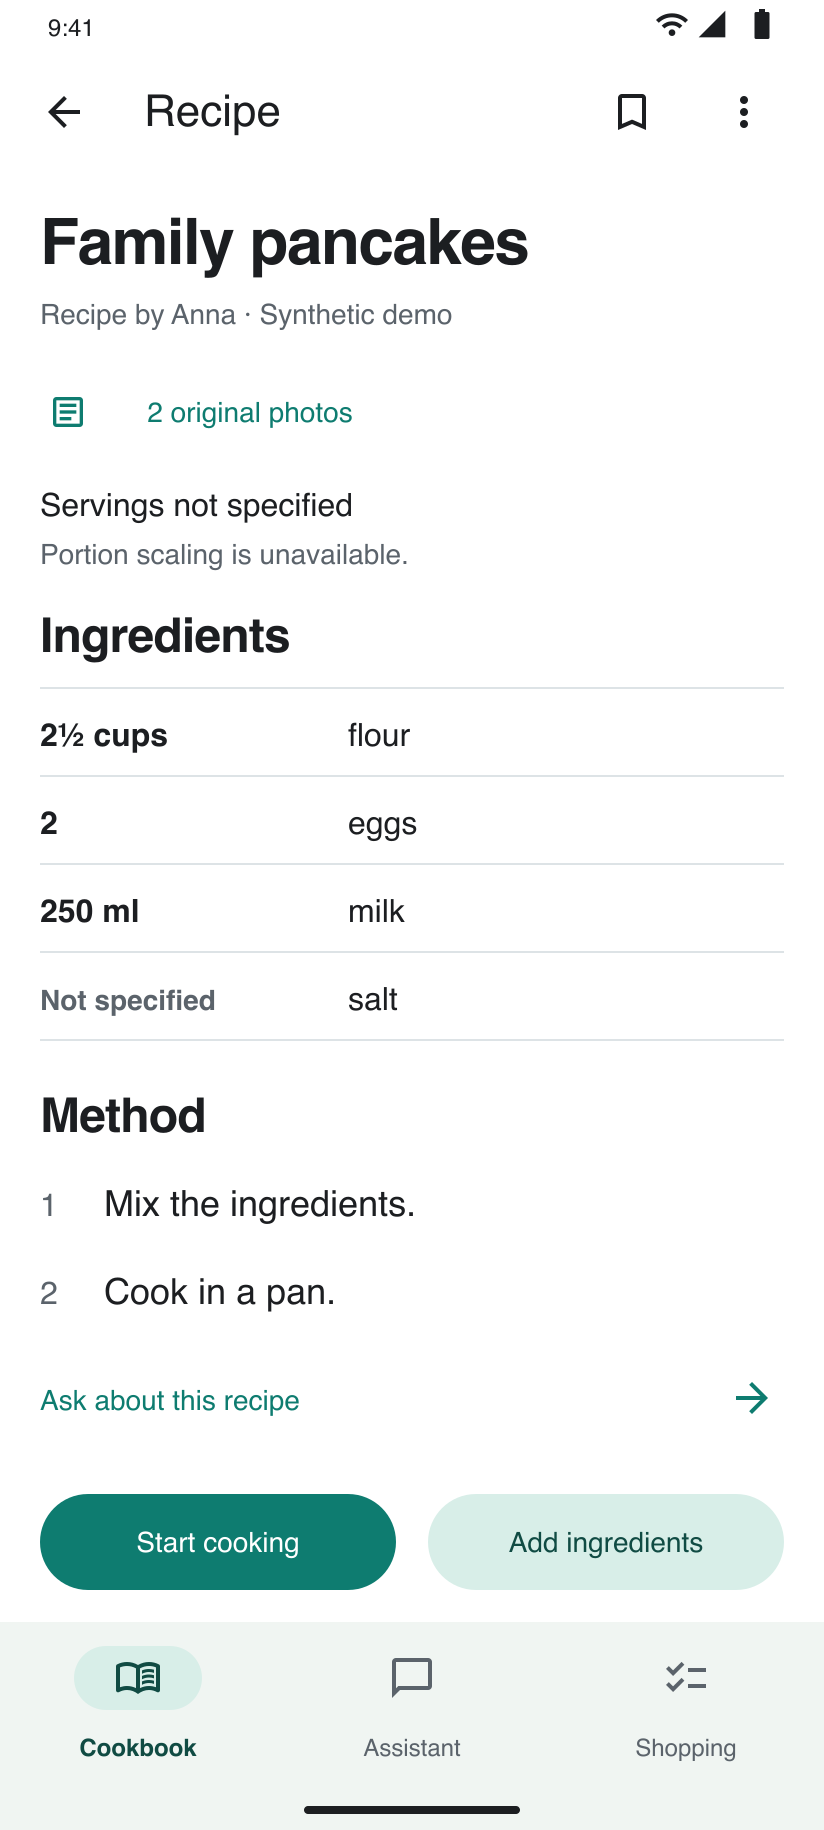 9:41
Recipe
Family pancakes
Recipe by Anna · Synthetic demo
2 original photos
Servings not specified
Portion scaling is unavailable.
Ingredients
2½ cups flour
2 eggs
250 ml milk
Not specified salt
Method
1 Mix the ingredients.
2 Cook in a pan.
Ask about this recipe
Start cooking Add ingredients
Cookbook Assistant Shopping